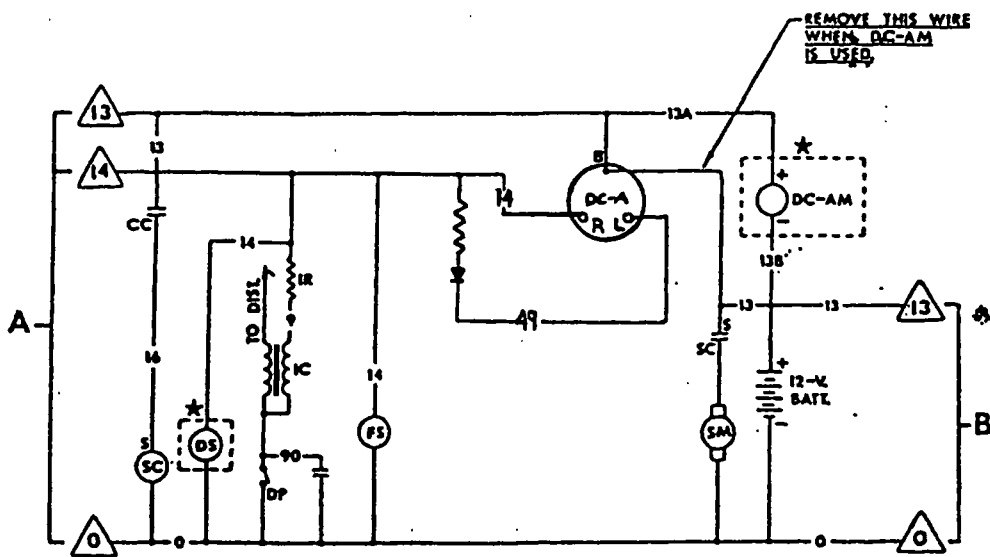 REMOVE THIS WIRE
WHEN DC-AM
IS USED
13
13A
13
B
★
14
DC-A
+
14
R L
DC-AM
CC
-
14
13B
IR
TO DIST.
49
13
13
13
A
S
SC
16
IC
14
+
12-V.
BATT.
★
-
B
S
DS
FS
SM
SC
90
DP
0
0
0
0